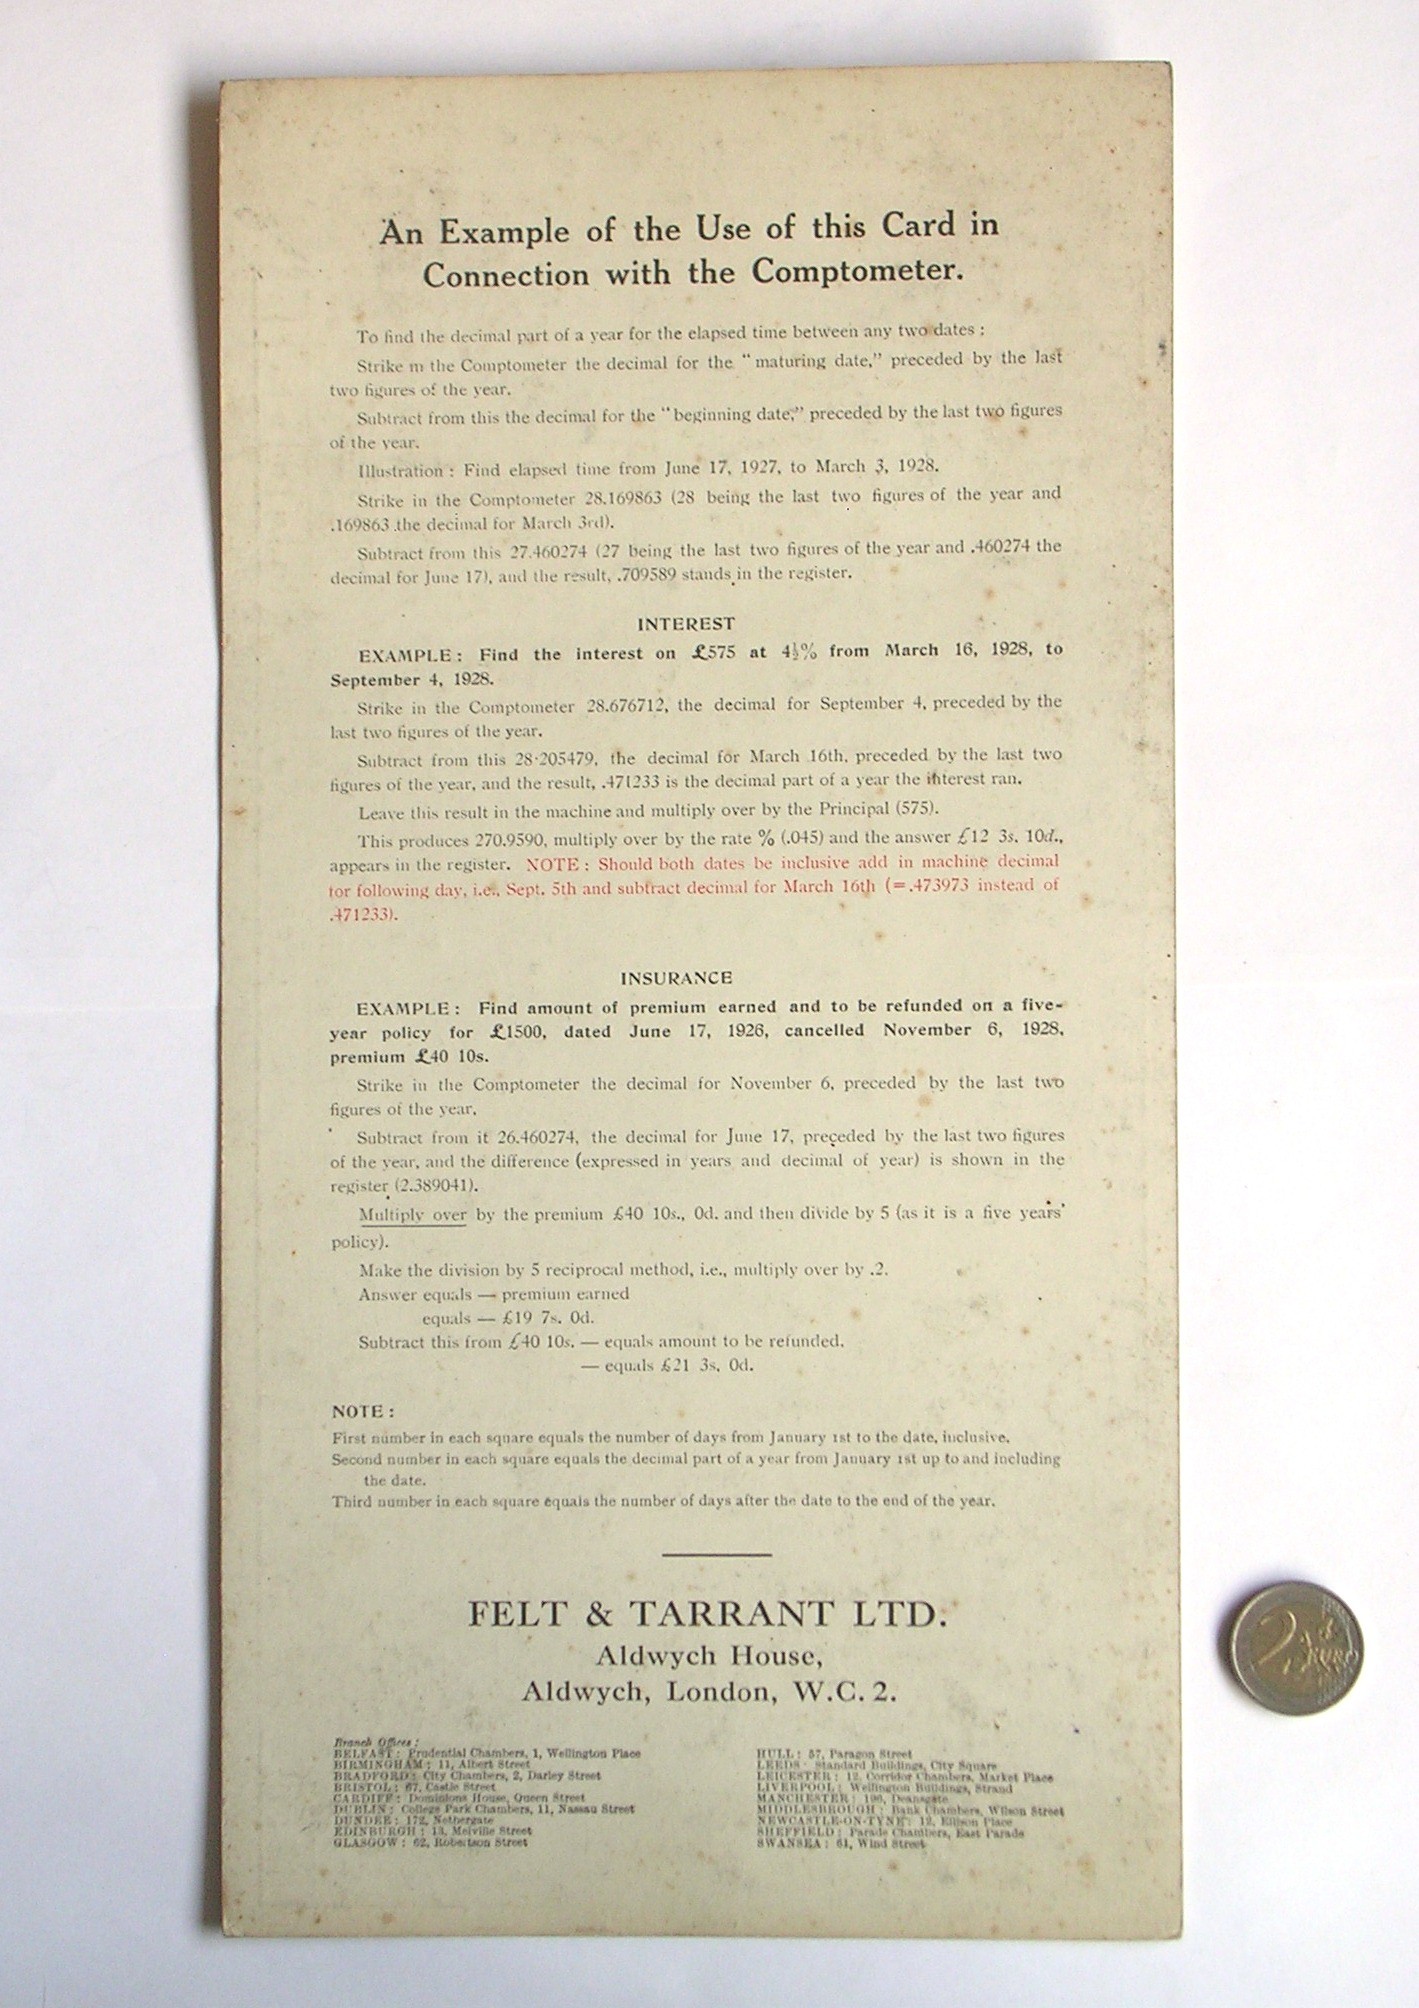 An Example of the Use of this Card in
Connection with the Comptometer.
To find the decimal part of a year for the elapsed time between any two dates :
Strike in the Comptometer the decimal for the "maturing date," preceded by the last
two figures of the year.
Subtract from this the decimal for the "beginning date," preceded by the last two figures
of the year.
Illustration : Find elapsed time from June 17, 1927, to March 3, 1928.
Strike in the Comptometer 28.169863 (28 being the last two figures of the year and
.169863 the decimal for March 3rd).
Subtract from this 27.460274 (27 being the last two figures of the year and .460274 the
decimal for June 17), and the result, .709589 stands in the register.
INTEREST
EXAMPLE : Find the interest on £575 at 4½% from March 16, 1928, to
September 4, 1928.
Strike in the Comptometer 28.676712, the decimal for September 4, preceded by the
last two figures of the year.
Subtract from this 28·205479, the decimal for March 16th, preceded by the last two
figures of the year, and the result, .471233 is the decimal part of a year the interest ran.
Leave this result in the machine and multiply over by the Principal (575).
This produces 270.9590, multiply over by the rate % (.045) and the answer £12 3s. 10d.,
appears in the register. NOTE : Should both dates be inclusive add in machine decimal
for following day, i.e., Sept. 5th and subtract decimal for March 16th (=.473973 instead of
.471233).
INSURANCE
EXAMPLE : Find amount of premium earned and to be refunded on a five-
year policy for £1500, dated June 17, 1926, cancelled November 6, 1928,
premium £40 10s.
Strike in the Comptometer the decimal for November 6, preceded by the last two
figures of the year.
Subtract from it 26.460274, the decimal for June 17, preceded by the last two figures
of the year, and the difference (expressed in years and decimal of year) is shown in the
register (2.389041).
Multiply over by the premium £40 10s., 0d. and then divide by 5 (as it is a five years'
policy).
Make the division by 5 reciprocal method, i.e., multiply over by .2.
Answer equals — premium earned
equals — £19 7s. 0d.
Subtract this from £40 10s. — equals amount to be refunded.
— equals £21 3s. 0d.
NOTE :
First number in each square equals the number of days from January 1st to the date, inclusive.
Second number in each square equals the decimal part of a year from January 1st up to and including
the date.
Third number in each square equals the number of days after the date to the end of the year.
FELT & TARRANT LTD.
Aldwych House,
Aldwych, London, W.C. 2.
Branch Offices :
BELFAST : Prudential Chambers, 1, Wellington Place
BIRMINGHAM : 11, Albert Street
BRADFORD : City Chambers, 2, Darley Street
BRISTOL : 67, Castle Street
CARDIFF : Dominions House, Queen Street
DUBLIN : College Park Chambers, 11, Nassau Street
DUNDEE : 172, Nethergate
EDINBURGH : 13, Melville Street
GLASGOW : 62, Robertson Street
HULL : 57, Paragon Street
LEEDS : Standard Buildings, City Square
LEICESTER : 12, Corridor Chambers, Market Place
LIVERPOOL : Wellington Buildings, Strand
MANCHESTER : Deansgate
MIDDLESBROUGH : Bank Chambers, Wilson Street
NEWCASTLE-ON-TYNE : 12, Ellison Place
SHEFFIELD : Parade Chambers, East Parade
SWANSEA : 61, Wind Street
2
EURO